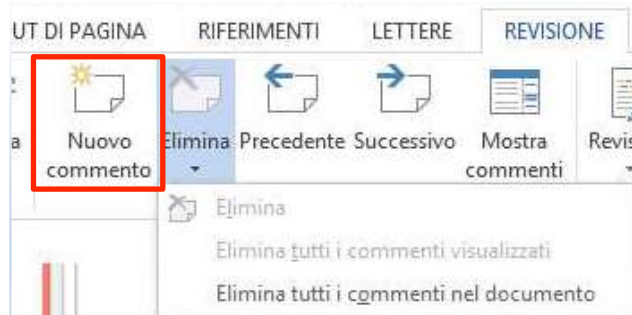 UT DI PAGINA RIFERIMENTI LETTERE REVISIONE
Nuovo commento
Elimina
Precedente
Successivo
Mostra commenti
Elimina
Elimina tutti i commenti visualizzati
Elimina tutti i commenti nel documento